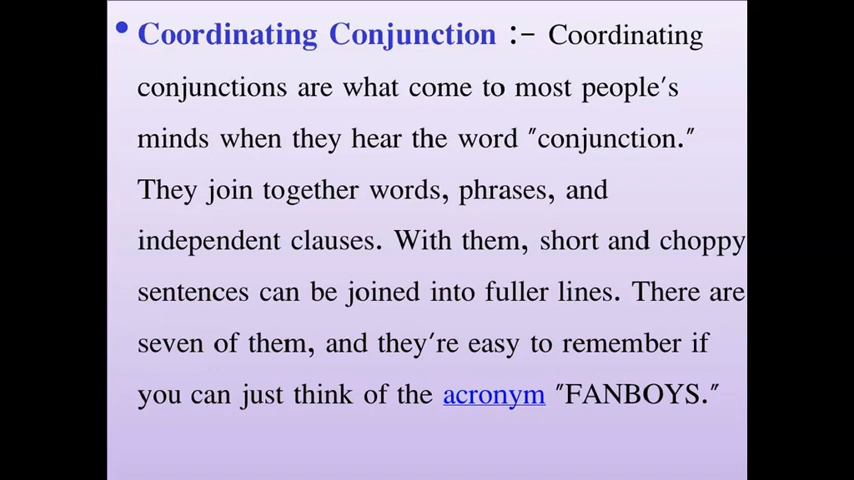 • Coordinating Conjunction :- Coordinating
conjunctions are what come to most people's
minds when they hear the word "conjunction."
They join together words, phrases, and
independent clauses. With them, short and choppy
sentences can be joined into fuller lines. There are
seven of them, and they're easy to remember if
you can just think of the acronym "FANBOYS."